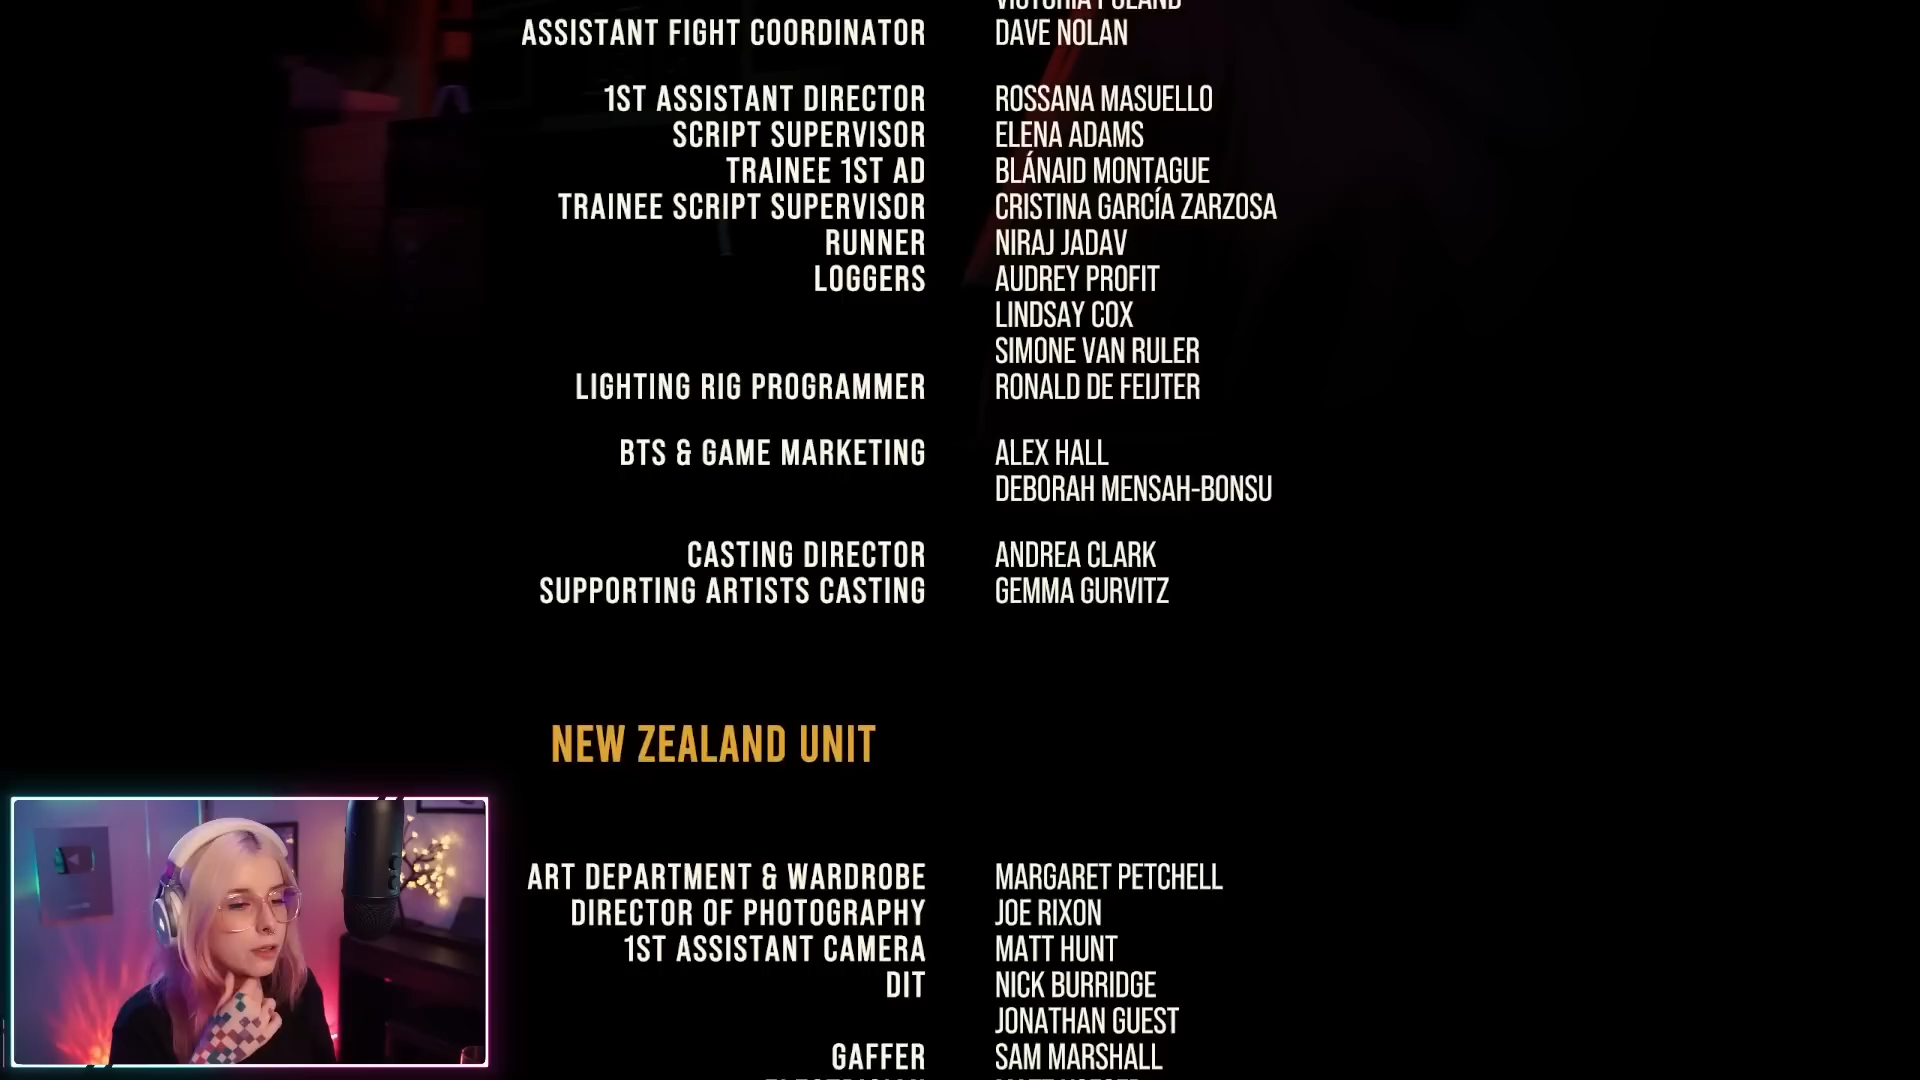 ASSISTANT FIGHT COORDINATOR DAVE NOLAN
1ST ASSISTANT DIRECTOR ROSSANA MASUELLO
SCRIPT SUPERVISOR ELENA ADAMS
TRAINEE 1ST AD BLÁNAID MONTAGUE
TRAINEE SCRIPT SUPERVISOR CRISTINA GARCÍA ZARZOSA
RUNNER NIRAJ JADAV
LOGGERS AUDREY PROFIT
LINDSAY COX
SIMONE VAN RULER
LIGHTING RIG PROGRAMMER RONALD DE FEIJTER
BTS & GAME MARKETING ALEX HALL
DEBORAH MENSAH-BONSU
CASTING DIRECTOR ANDREA CLARK
SUPPORTING ARTISTS CASTING GEMMA GURVITZ
NEW ZEALAND UNIT
ART DEPARTMENT & WARDROBE MARGARET PETCHELL
DIRECTOR OF PHOTOGRAPHY JOE RIXON
1ST ASSISTANT CAMERA MATT HUNT
DIT NICK BURRIDGE
JONATHAN GUEST
GAFFER SAM MARSHALL